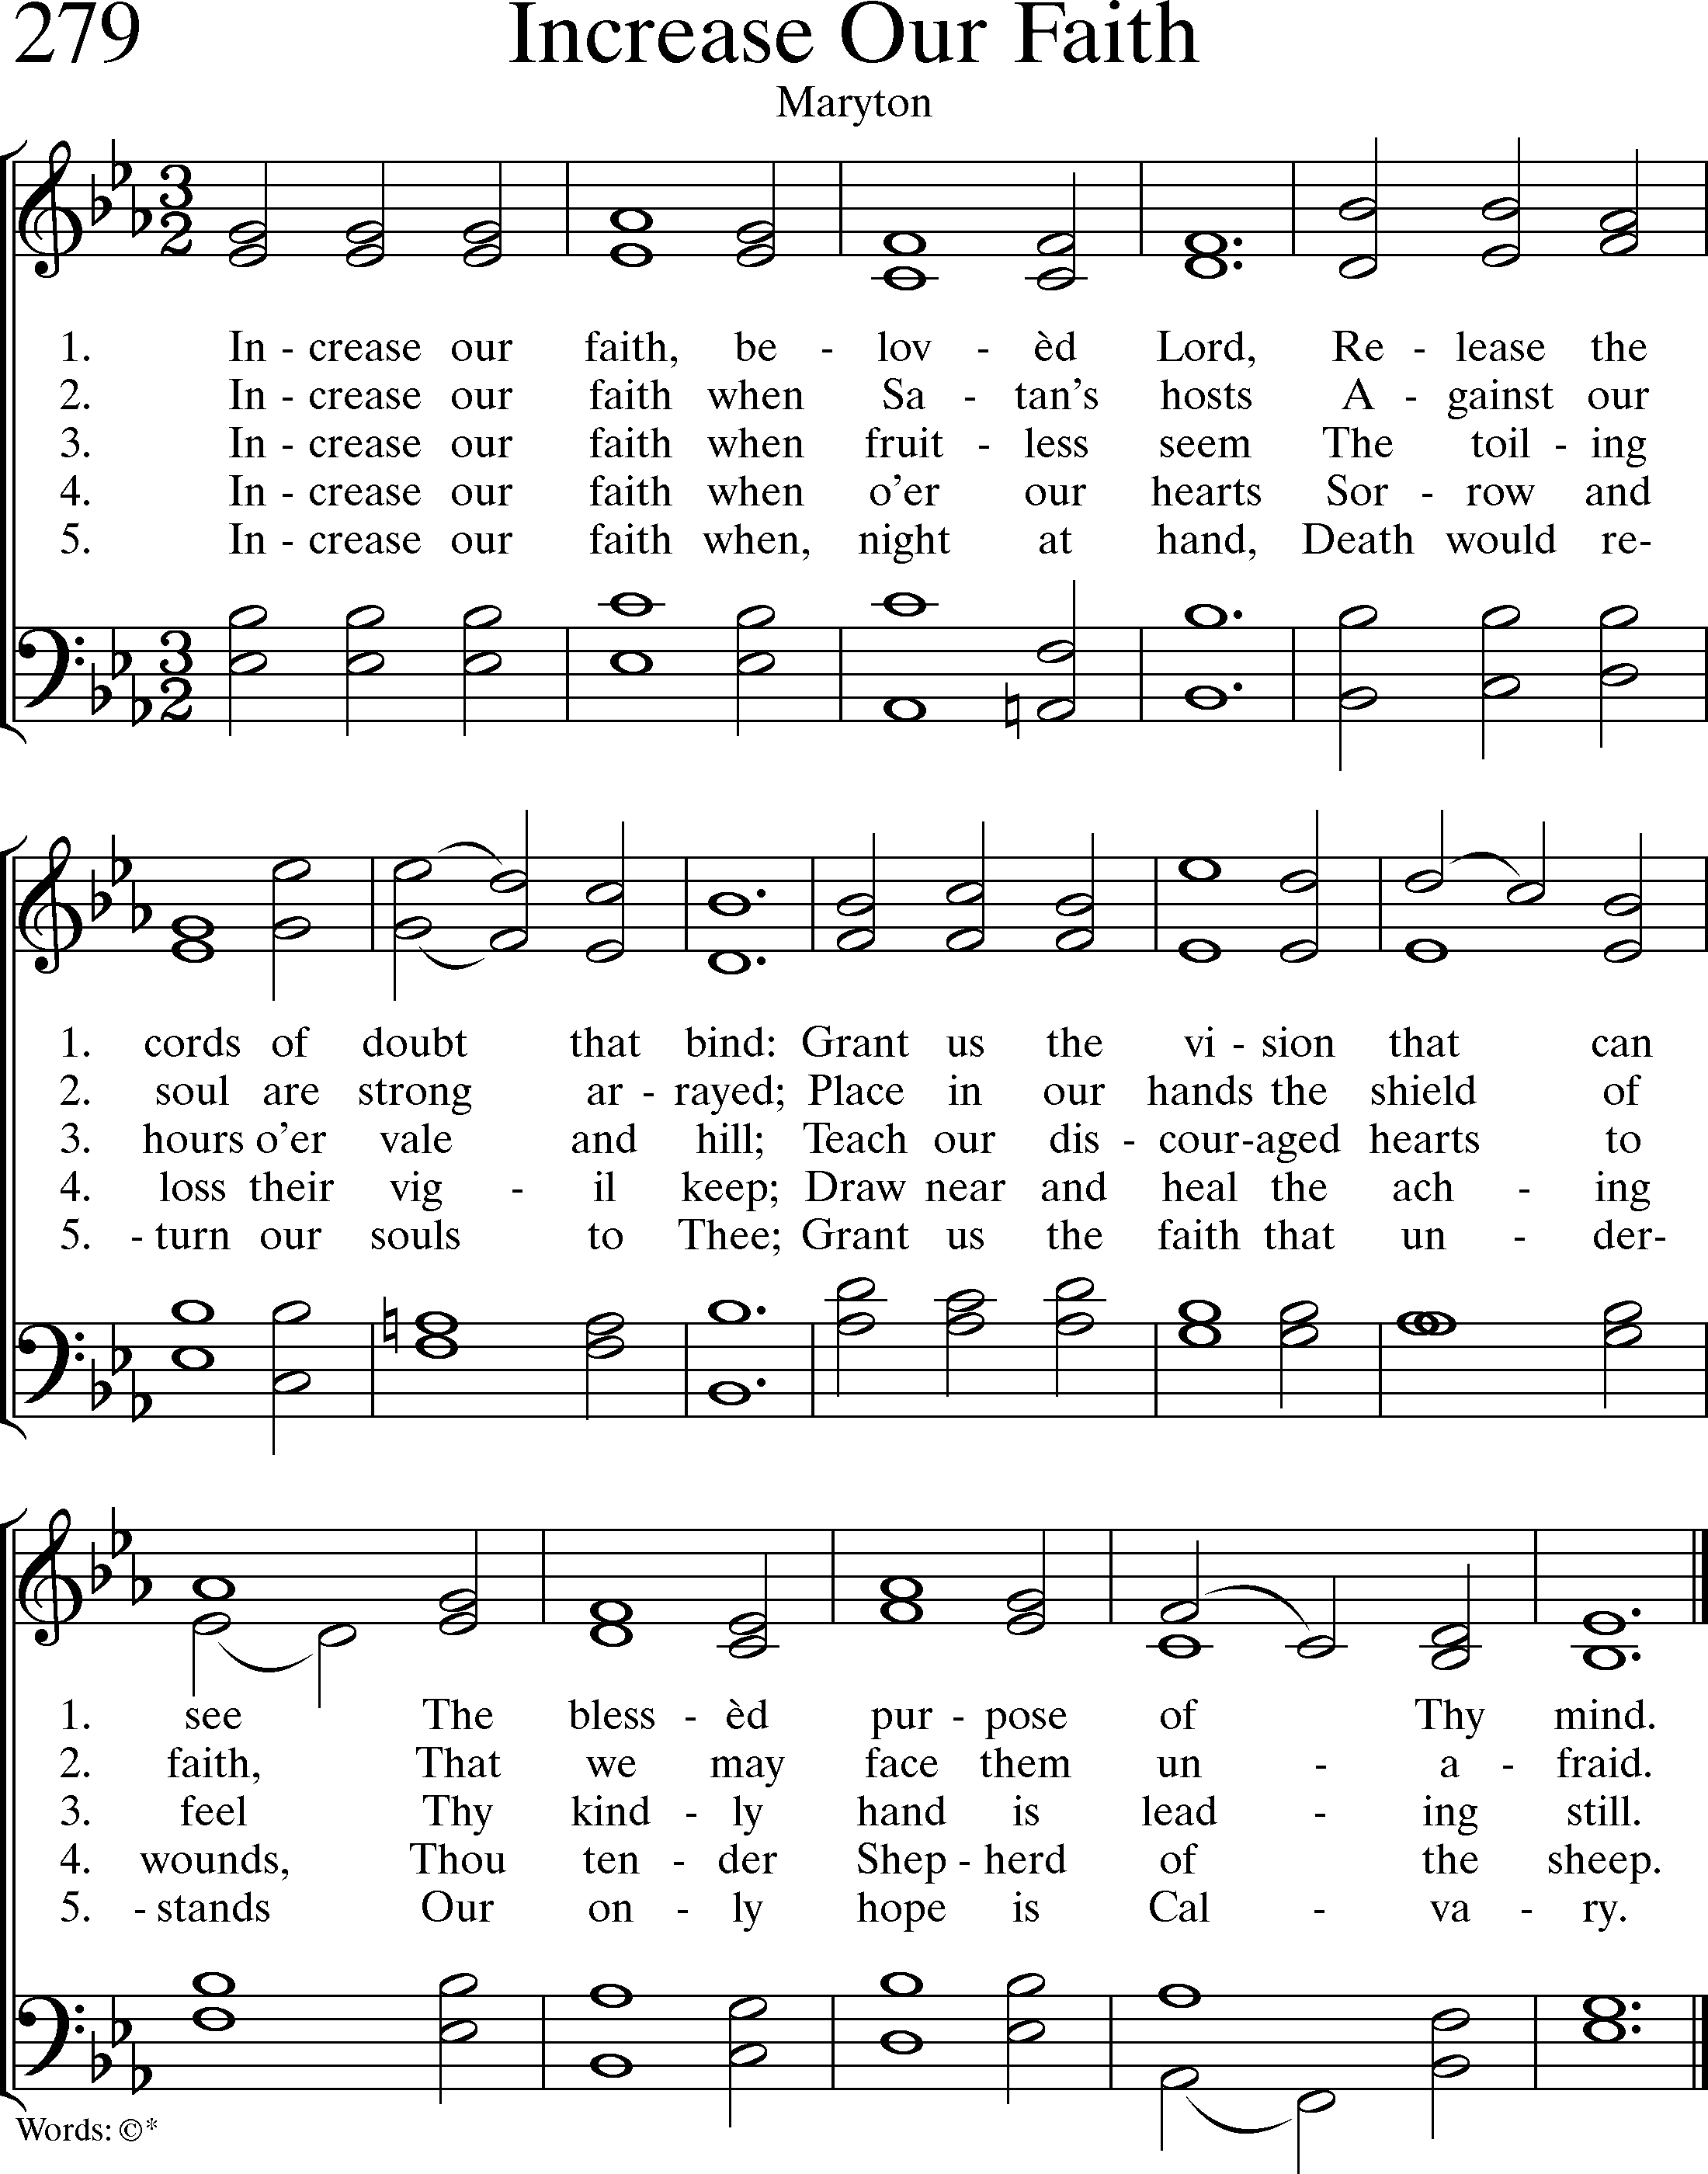 279 Increase Our Faith
Maryton
3 2
1. In - crease our faith, be - lov - èd Lord, Re - lease the
2. In - crease our faith when Sa - tan's hosts A - gainst our
3. In - crease our faith when fruit - less seem The toil - ing
4. In - crease our faith when o'er our hearts Sor - row and
5. In - crease our faith when, night at hand, Death would re-
3 2
1. cords of doubt that bind: Grant us the vi - sion that can
2. soul are strong ar - rayed; Place in our hands the shield of
3. hours o'er vale and hill; Teach our dis - cour - aged hearts to
4. loss their vig - il keep; Draw near and heal the ach - ing
5. - turn our souls to Thee; Grant us the faith that un - der-
1. see The bless - èd pur - pose of Thy mind.
2. faith, That we may face them un - a - fraid.
3. feel Thy kind - ly hand is lead - ing still.
4. wounds, Thou ten - der Shep - herd of the sheep.
5. - stands Our on - ly hope is Cal - va - ry.
Words: ©*